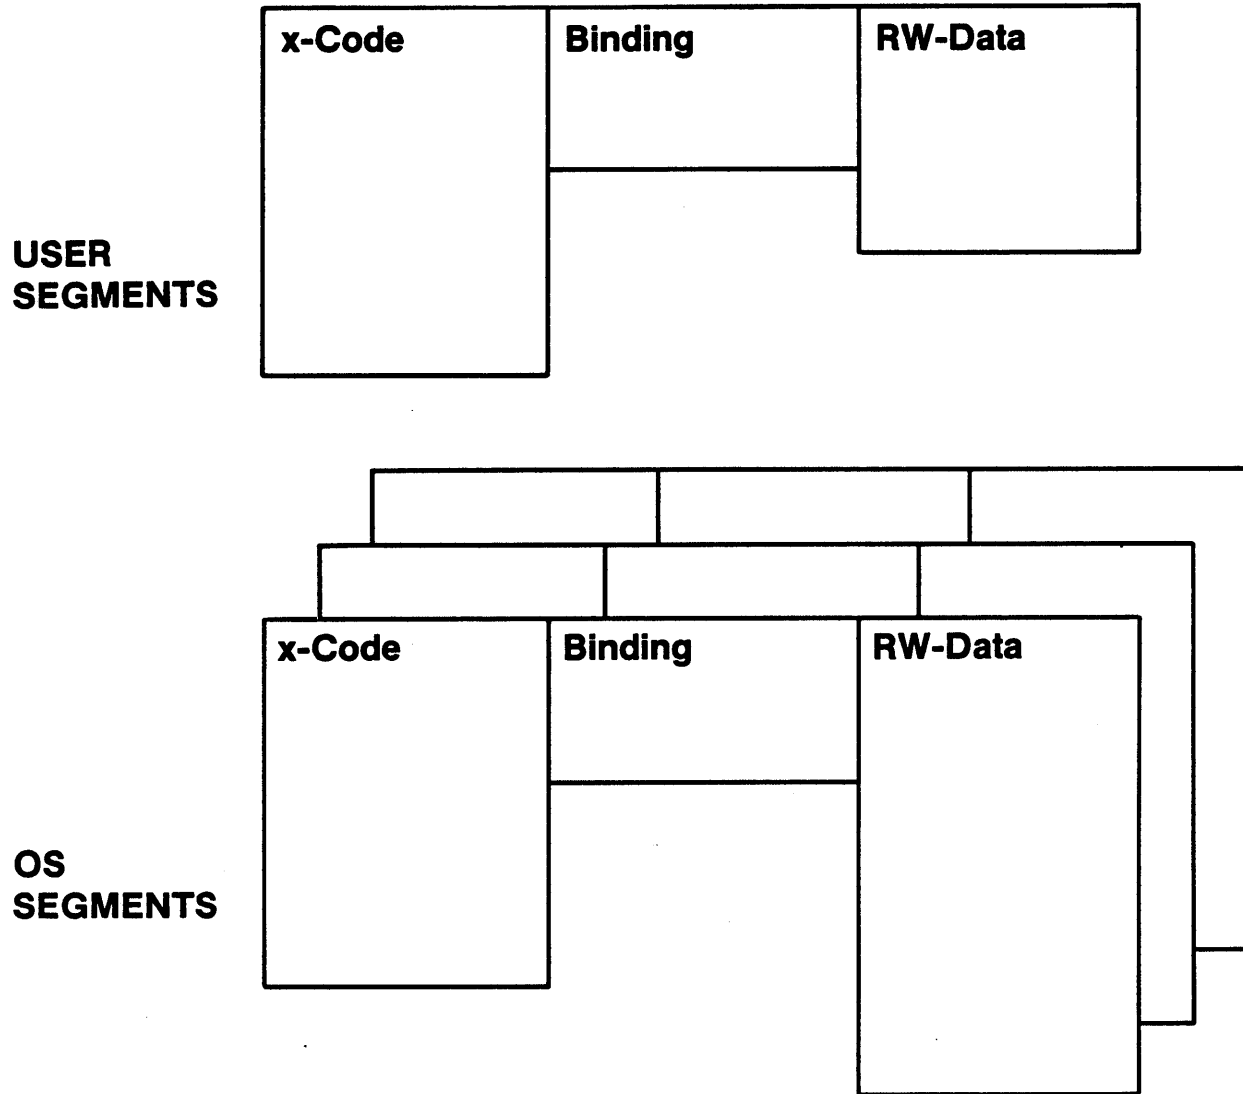 x-Code
Binding
RW-Data
USER
SEGMENTS
x-Code
Binding
RW-Data
OS
SEGMENTS